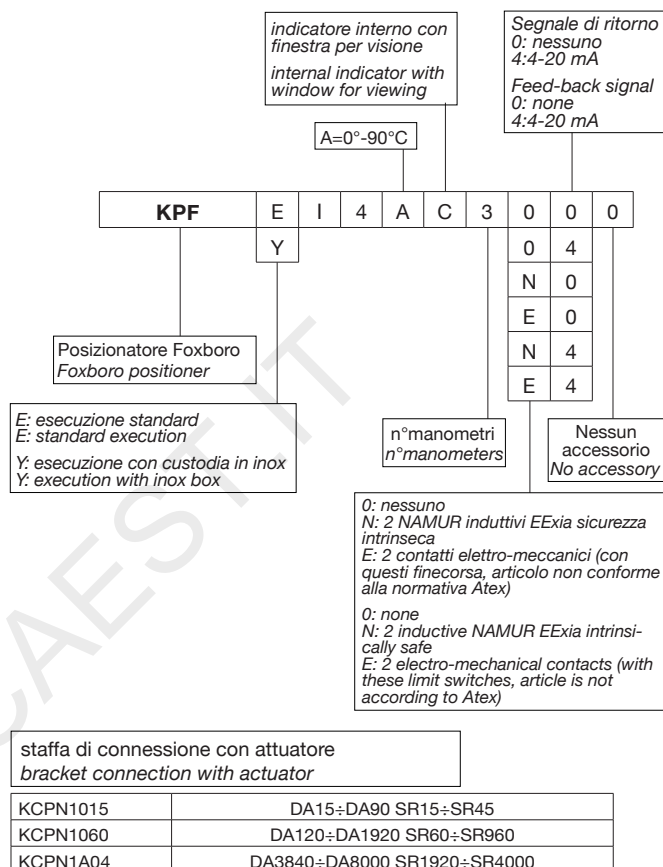 indicatore interno con
finestra per visione
internal indicator with
window for viewing
Segnale di ritorno
0: nessuno
4:4-20 mA
Feed-back signal
0: none
4:4-20 mA
A=0°-90°C
KPF E I 4 A C 3 0 0 0
Y 0 4
N 0
E 0
N 4
E 4
Posizionatore Foxboro
Foxboro positioner
E: esecuzione standard
E: standard execution
Y: esecuzione con custodia in inox
Y: execution with inox box
n°manometri
n°manometers
Nessun
accessorio
No accessory
0: nessuno
N: 2 NAMUR induttivi EExia sicurezza
intrinseca
E: 2 contatti elettro-meccanici (con
questi finecorsa, articolo non conforme
alla normativa Atex)
0: none
N: 2 inductive NAMUR EExia intrinsi-
cally safe
E: 2 electro-mechanical contacts (with
these limit switches, article is not
according to Atex)
staffa di connessione con attuatore
bracket connection with actuator
KCPN1015 DA15÷DA90 SR15÷SR45
KCPN1060 DA120÷DA1920 SR60÷SR960
KCPN1A04 DA3840÷DA8000 SR1920÷SR4000
CAEST.IT